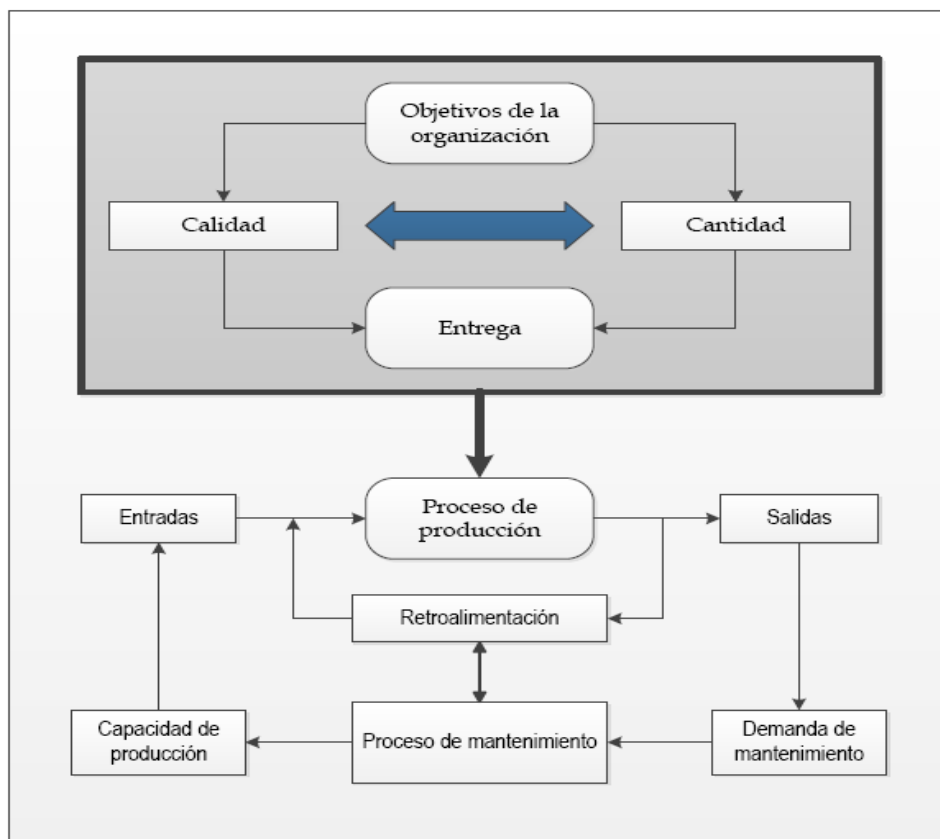 Objetivos de la
organización
Calidad
Cantidad
Entrega
Proceso de
producción
Entradas
Salidas
Retroalimentación
Capacidad de
producción
Proceso de mantenimiento
Demanda de
mantenimiento